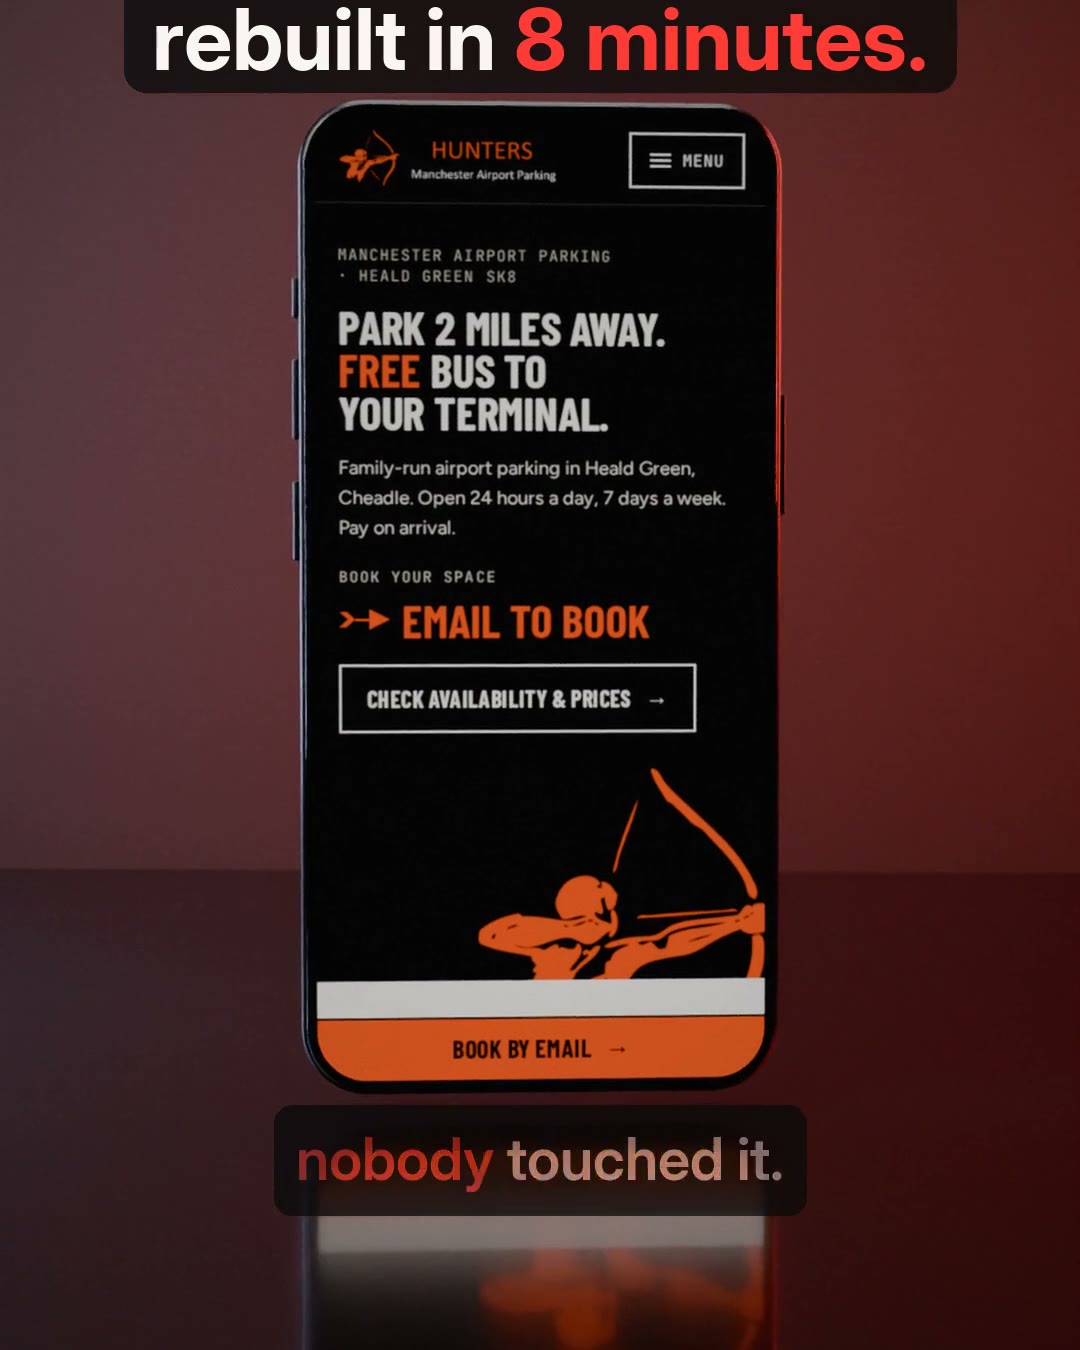 rebuilt in 8 minutes.
HUNTERS
Manchester Airport Parking
MENU
MANCHESTER AIRPORT PARKING
· HEALD GREEN SK8
PARK 2 MILES AWAY.
FREE BUS TO
YOUR TERMINAL.
Family-run airport parking in Heald Green,
Cheadle. Open 24 hours a day, 7 days a week.
Pay on arrival.
BOOK YOUR SPACE
EMAIL TO BOOK
CHECK AVAILABILITY & PRICES →
BOOK BY EMAIL →
nobody touched it.